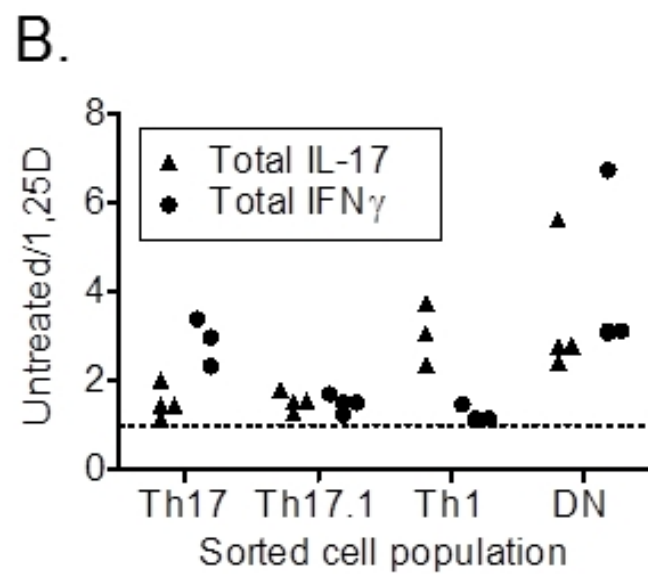 B.
Untreated/1,25D
8
6
4
2
0
Total IL-17
Total IFNγ
Th17 Th17.1 Th1 DN
Sorted cell population